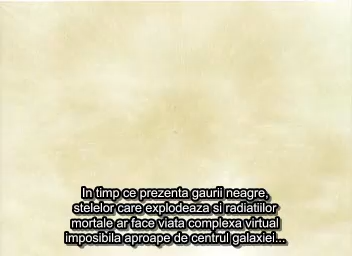 In timp ce prezenta gaurii neagre,
stelelor care explodeaza si radiatiilor
mortale ar face viata complexa virtual
imposibila aproape de centrul galaxiei...